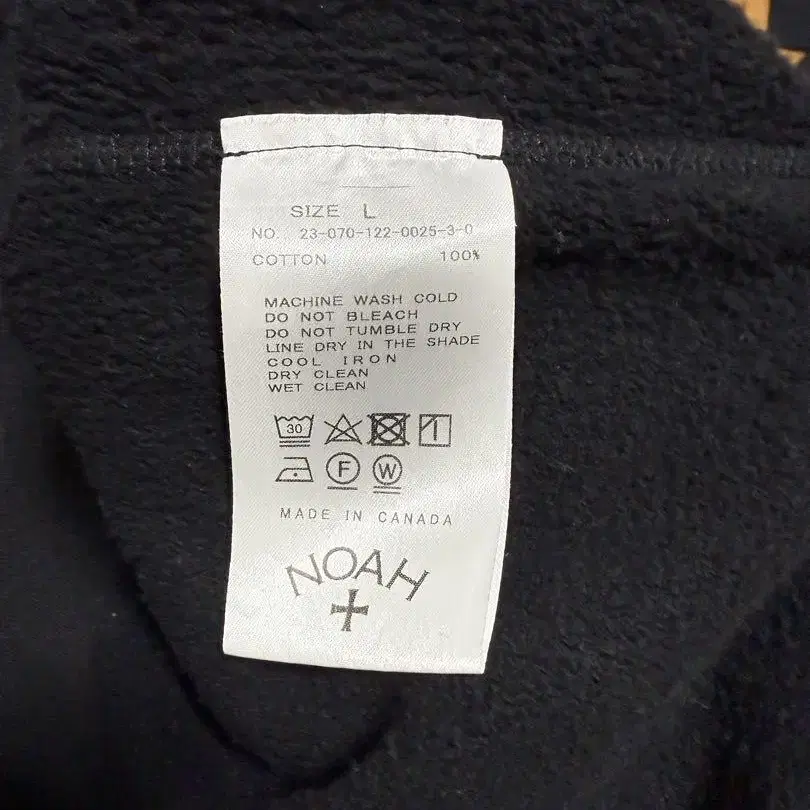 SIZE L
NO. 23-070-122-0025-3-0
COTTON 100%
MACHINE WASH COLD
DO NOT BLEACH
DO NOT TUMBLE DRY
LINE DRY IN THE SHADE
COOL IRON
DRY CLEAN
WET CLEAN
30
F W
MADE IN CANADA
NOAH